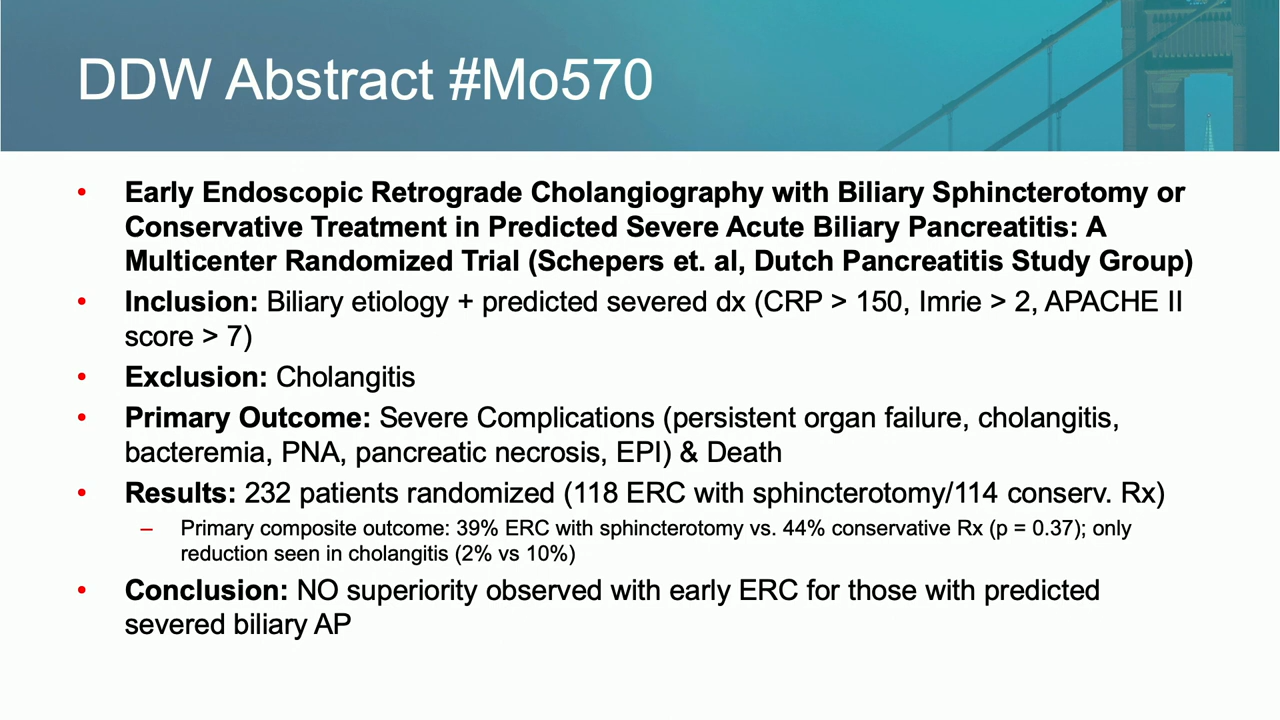 DDW Abstract #Mo570
• Early Endoscopic Retrograde Cholangiography with Biliary Sphincterotomy or
Conservative Treatment in Predicted Severe Acute Biliary Pancreatitis: A
Multicenter Randomized Trial (Schepers et. al, Dutch Pancreatitis Study Group)
• Inclusion: Biliary etiology + predicted severed dx (CRP > 150, Imrie > 2, APACHE II
score > 7)
• Exclusion: Cholangitis
• Primary Outcome: Severe Complications (persistent organ failure, cholangitis,
bacteremia, PNA, pancreatic necrosis, EPI) & Death
• Results: 232 patients randomized (118 ERC with sphincterotomy/114 conserv. Rx)
– Primary composite outcome: 39% ERC with sphincterotomy vs. 44% conservative Rx (p = 0.37); only
reduction seen in cholangitis (2% vs 10%)
• Conclusion: NO superiority observed with early ERC for those with predicted
severed biliary AP